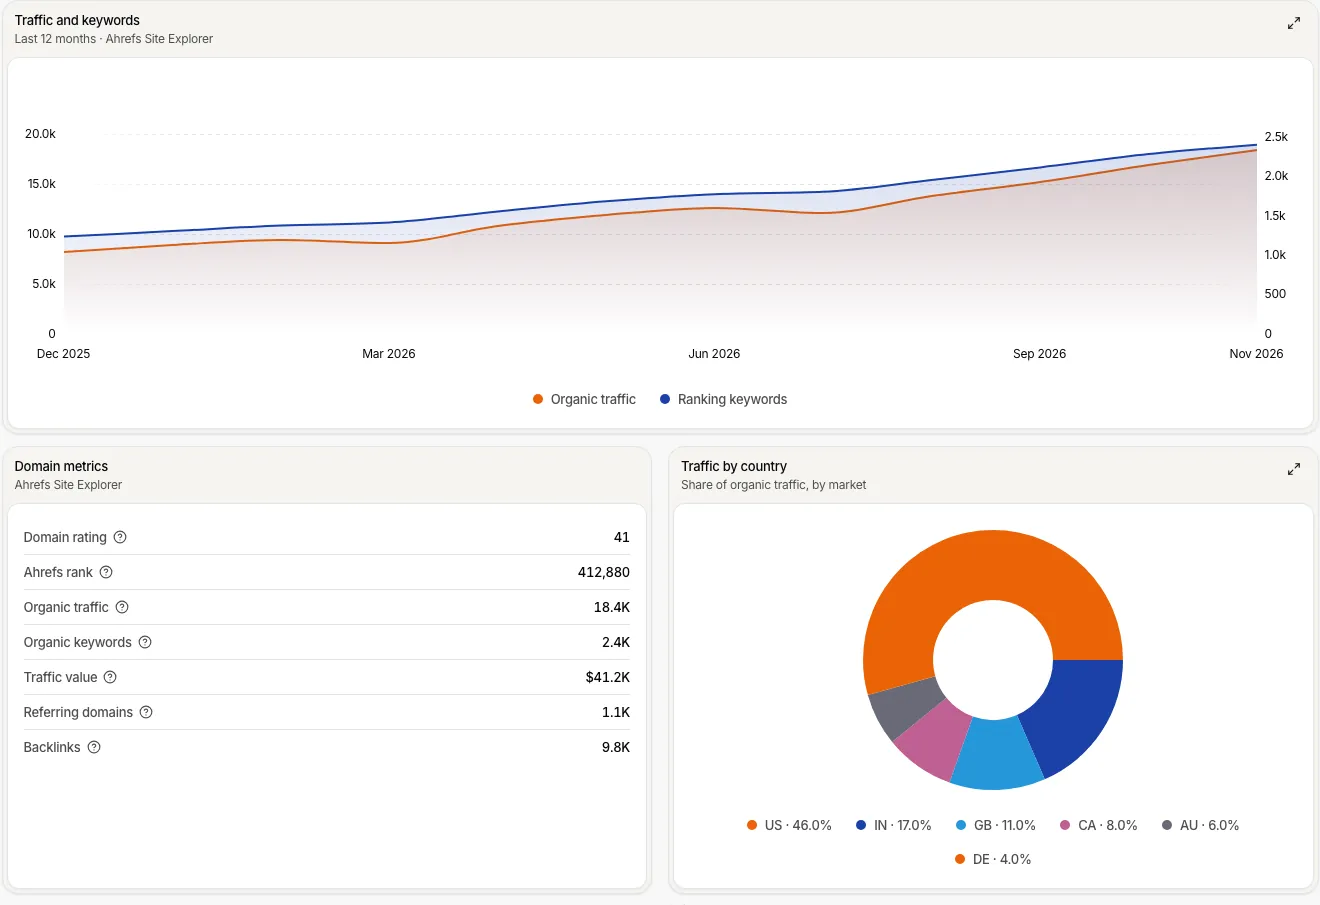 Traffic and keywords
Last 12 months · Ahrefs Site Explorer
20.0k
15.0k
10.0k
5.0k
0
2.5k
2.0k
1.5k
1.0k
500
0
Dec 2025
Mar 2026
Jun 2026
Sep 2026
Nov 2026
Organic traffic
Ranking keywords
Domain metrics
Ahrefs Site Explorer
Domain rating ? 41
Ahrefs rank ? 412,880
Organic traffic ? 18.4K
Organic keywords ? 2.4K
Traffic value ? $41.2K
Referring domains ? 1.1K
Backlinks ? 9.8K
Traffic by country
Share of organic traffic, by market
US · 46.0% IN · 17.0% GB · 11.0% CA · 8.0% AU · 6.0%
DE · 4.0%